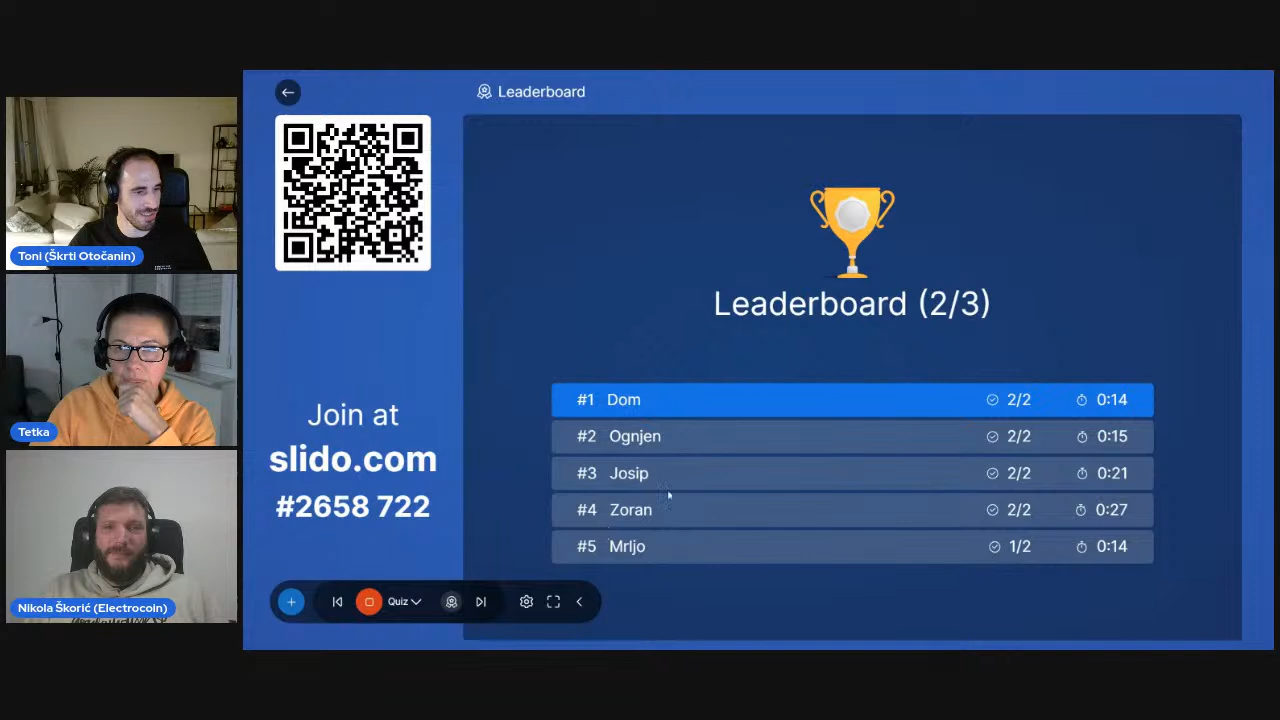 Leaderboard
Toni (Škrti Otočanin)
Tetka
Nikola Škorić (Electrocoin)
Join at
slido.com
#2658 722
Quiz
Leaderboard (2/3)
#1 Dom 2/2 0:14
#2 Ognjen 2/2 0:15
#3 Josip 2/2 0:21
#4 Zoran 2/2 0:27
#5 Mrljo 1/2 0:14